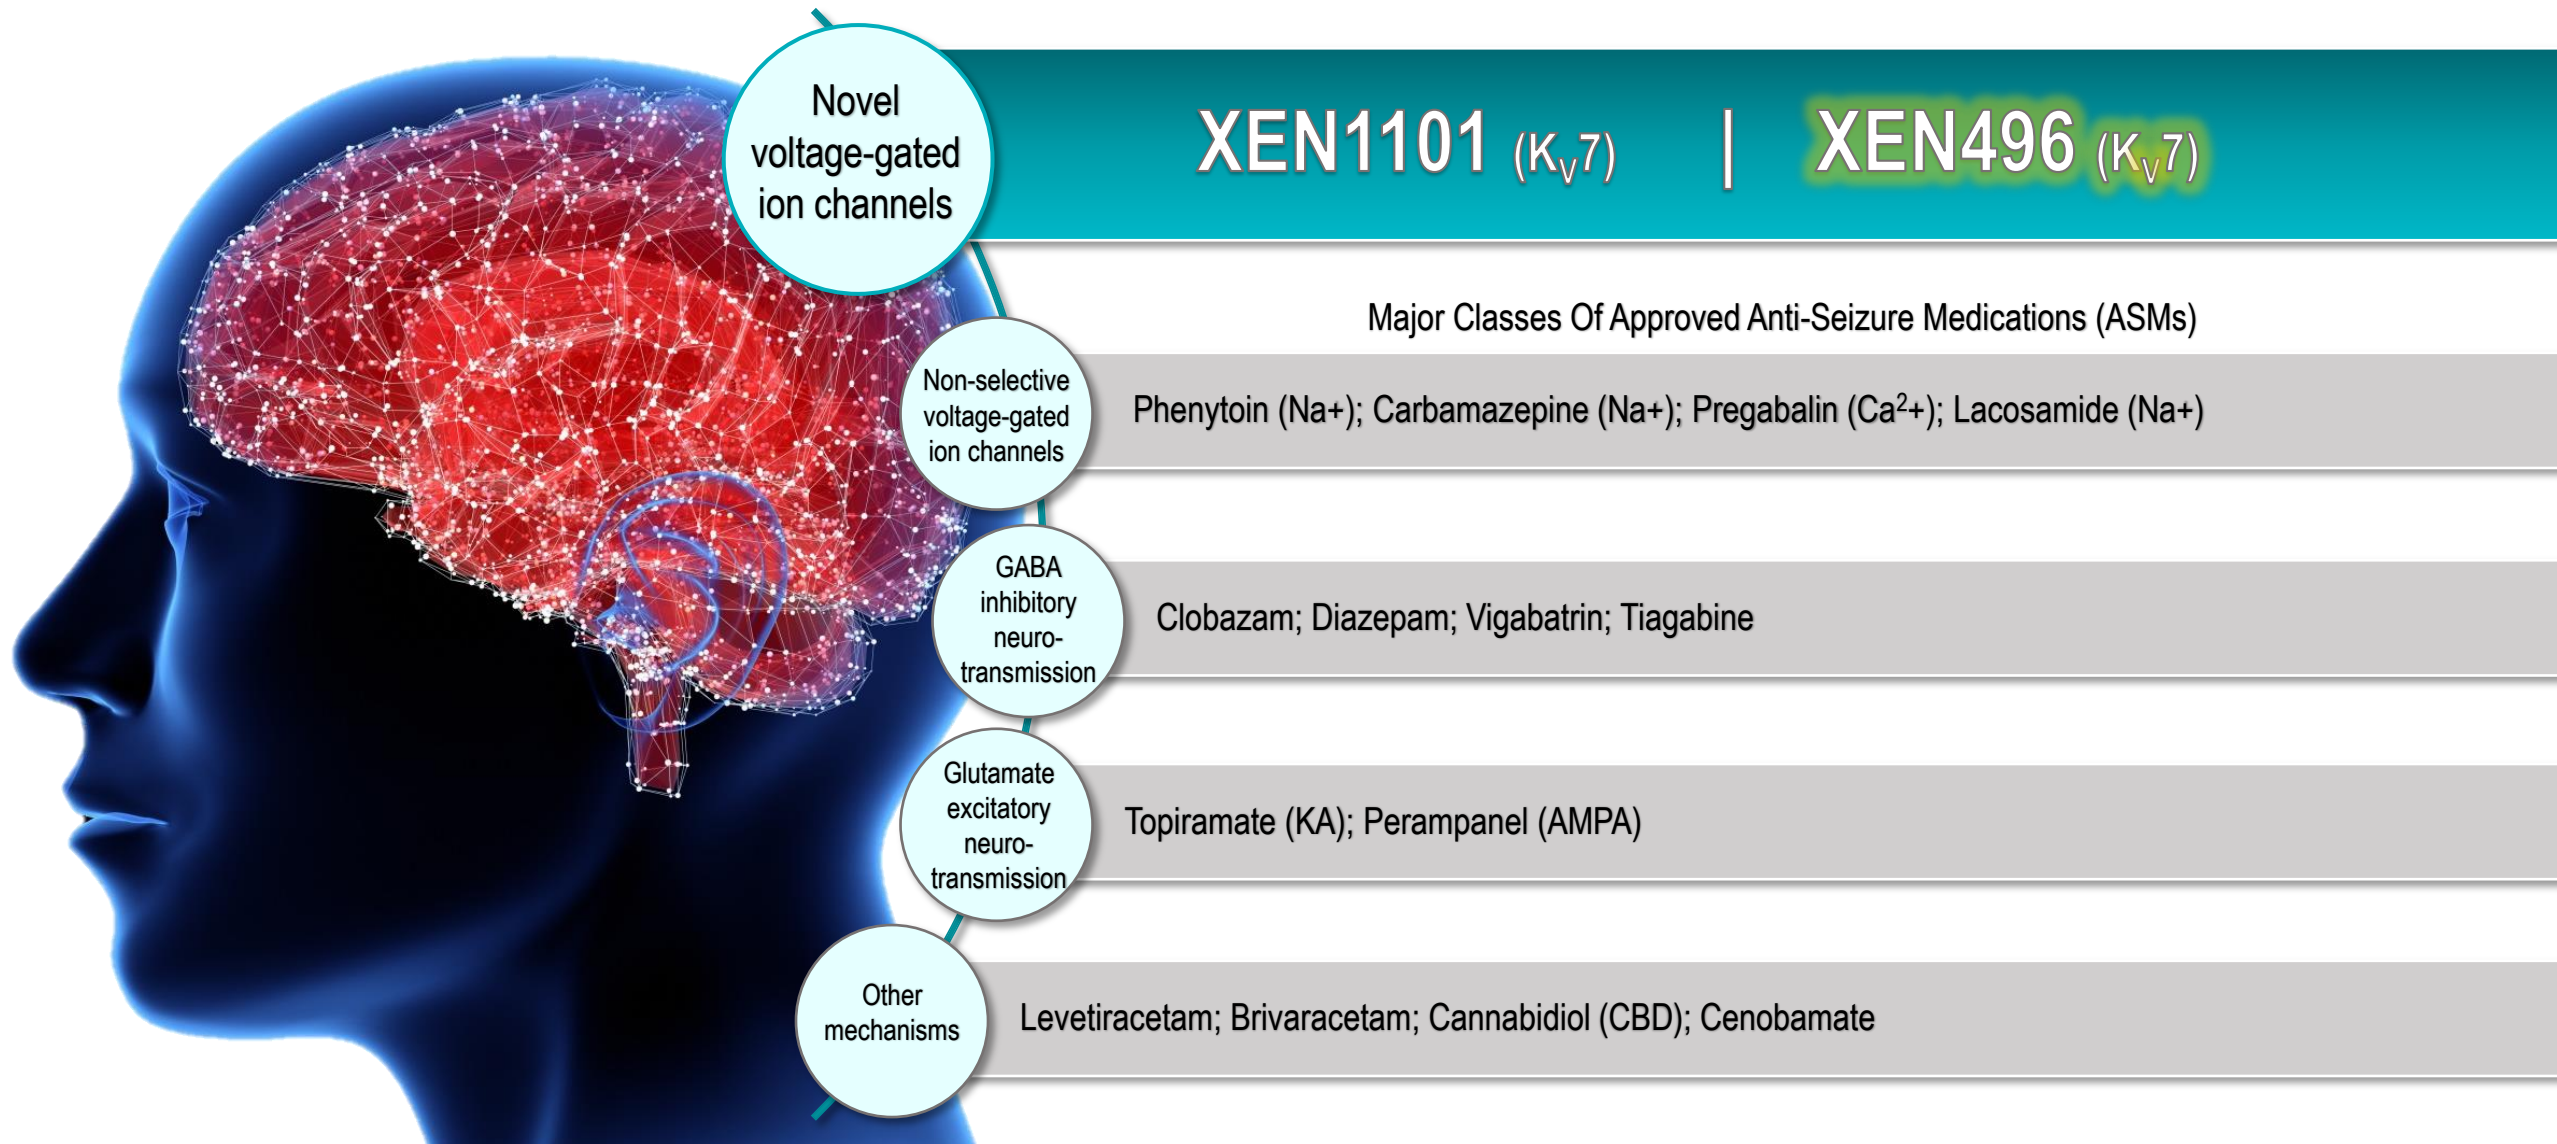 Novel
voltage-gated
ion channels
XEN1101 (Kv7) | XEN496 (Kv7)
Major Classes Of Approved Anti-Seizure Medications (ASMs)
Non-selective
voltage-gated
ion channels
Phenytoin (Na+); Carbamazepine (Na+); Pregabalin (Ca²+); Lacosamide (Na+)
GABA
inhibitory
neuro-
transmission
Clobazam; Diazepam; Vigabatrin; Tiagabine
Glutamate
excitatory
neuro-
transmission
Topiramate (KA); Perampanel (AMPA)
Other
mechanisms
Levetiracetam; Brivaracetam; Cannabidiol (CBD); Cenobamate